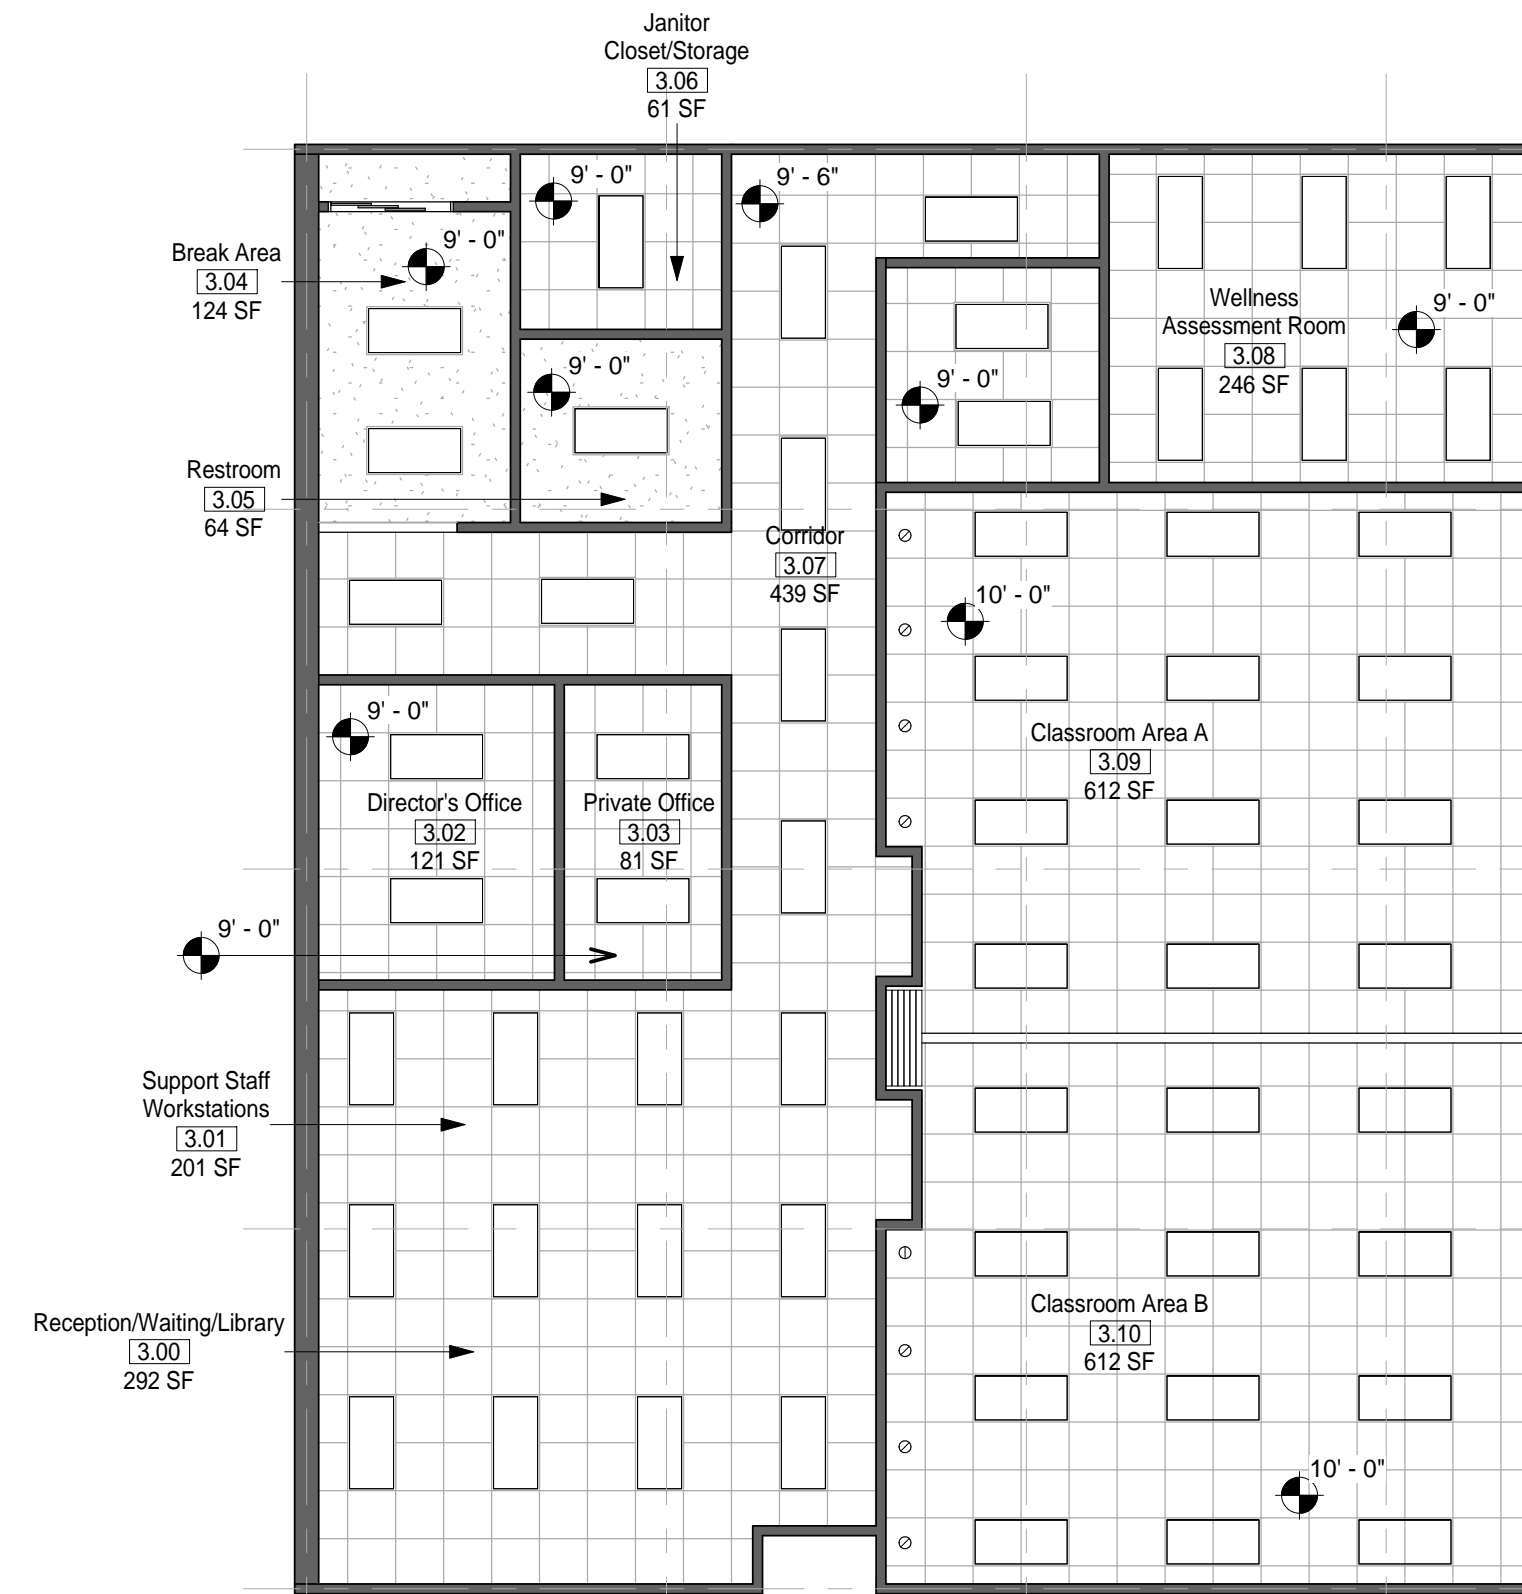 Janitor
Closet/Storage
3.06
61 SF
9' - 0"
9' - 6"
Break Area
3.04
124 SF
9' - 0"
Wellness
Assessment Room
3.08
246 SF
9' - 0"
9' - 0"
9' - 0"
Restroom
3.05
64 SF
Corridor
3.07
439 SF
10' - 0"
9' - 0"
Classroom Area A
3.09
612 SF
Director's Office
3.02
121 SF
Private Office
3.03
81 SF
9' - 0"
Support Staff
Workstations
3.01
201 SF
Reception/Waiting/Library
3.00
292 SF
Classroom Area B
3.10
612 SF
10' - 0"